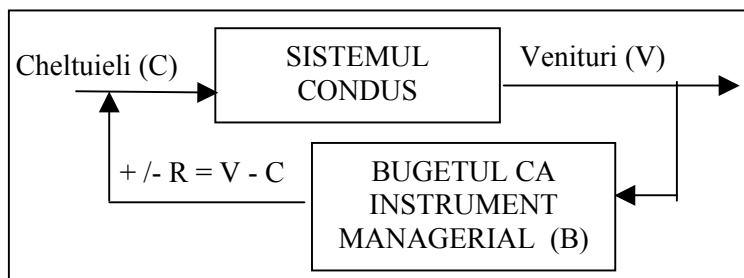 Cheltuieli (C)
SISTEMUL
CONDUS
Venituri (V)
+ /- R = V - C
BUGETUL CA
INSTRUMENT
MANAGERIAL (B)